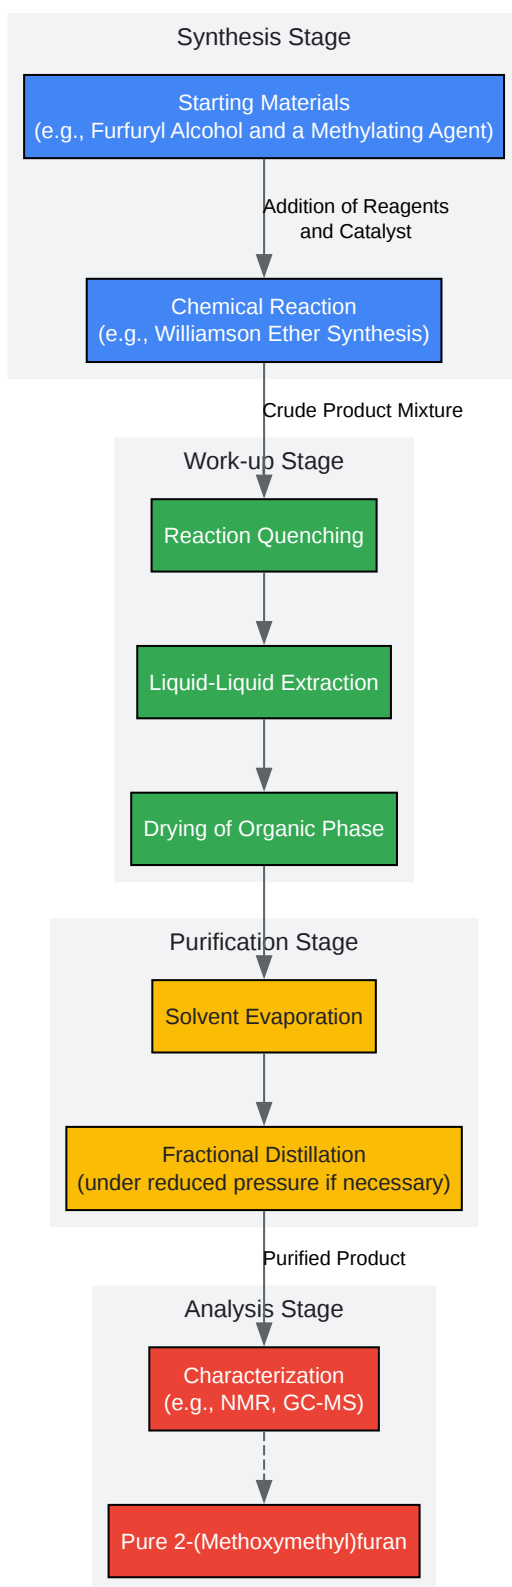 Synthesis Stage
Starting Materials
(e.g., Furfuryl Alcohol and a Methylating Agent)
Addition of Reagents
and Catalyst
Chemical Reaction
(e.g., Williamson Ether Synthesis)
Crude Product Mixture
Work-up Stage
Reaction Quenching
Liquid-Liquid Extraction
Drying of Organic Phase
Purification Stage
Solvent Evaporation
Fractional Distillation
(under reduced pressure if necessary)
Purified Product
Analysis Stage
Characterization
(e.g., NMR, GC-MS)
Pure 2-(Methoxymethyl)furan